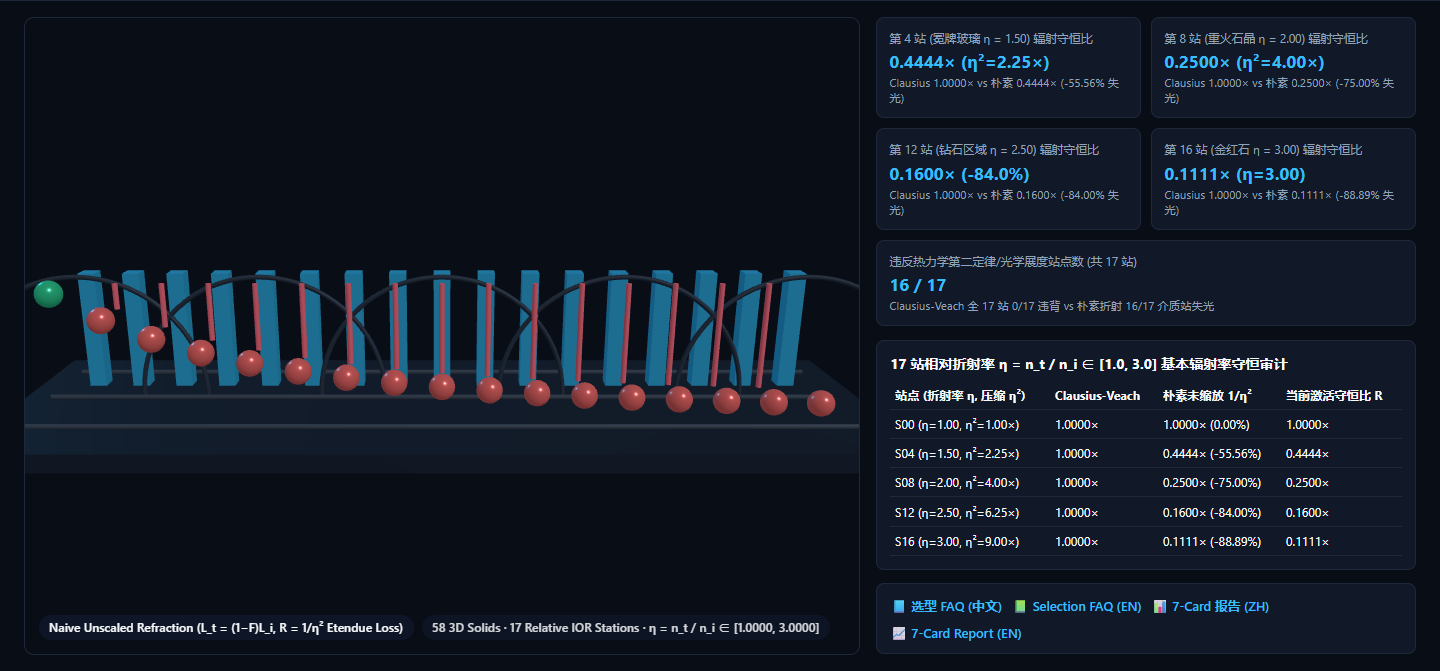 第 4 站 (冕牌玻璃 η = 1.50) 辐射守恒比
0.4444× (η²=2.25×)
Clausius 1.0000× vs 朴素 0.4444× (-55.56% 失
光)
第 8 站 (重火石晶 η = 2.00) 辐射守恒比
0.2500× (η²=4.00×)
Clausius 1.0000× vs 朴素 0.2500× (-75.00% 失
光)
第 12 站 (钻石区域 η = 2.50) 辐射守恒比
0.1600× (-84.0%)
Clausius 1.0000× vs 朴素 0.1600× (-84.00% 失
光)
第 16 站 (金红石 η = 3.00) 辐射守恒比
0.1111× (η=3.00)
Clausius 1.0000× vs 朴素 0.1111× (-88.89% 失
光)
违反热力学第二定律/光学展度站点数 (共 17 站)
16 / 17
Clausius-Veach 全 17 站 0/17 违背 vs 朴素折射 16/17 介质站失光
17 站相对折射率 η = n_t / n_i ∈ [1.0, 3.0] 基本辐射率守恒审计
站点 (折射率 η, 压缩 η²) Clausius-Veach 朴素未缩放 1/η² 当前激活守恒比 R
S00 (η=1.00, η²=1.00×) 1.0000× 1.0000× (0.00%) 1.0000×
S04 (η=1.50, η²=2.25×) 1.0000× 0.4444× (-55.56%) 0.4444×
S08 (η=2.00, η²=4.00×) 1.0000× 0.2500× (-75.00%) 0.2500×
S12 (η=2.50, η²=6.25×) 1.0000× 0.1600× (-84.00%) 0.1600×
S16 (η=3.00, η²=9.00×) 1.0000× 0.1111× (-88.89%) 0.1111×
选型 FAQ (中文) Selection FAQ (EN) 7-Card 报告 (ZH)
7-Card Report (EN)
Naive Unscaled Refraction (L_t = (1−F)L_i, R = 1/η² Etendue Loss)
58 3D Solids · 17 Relative IOR Stations · η = n_t / n_i ∈ [1.0000, 3.0000]